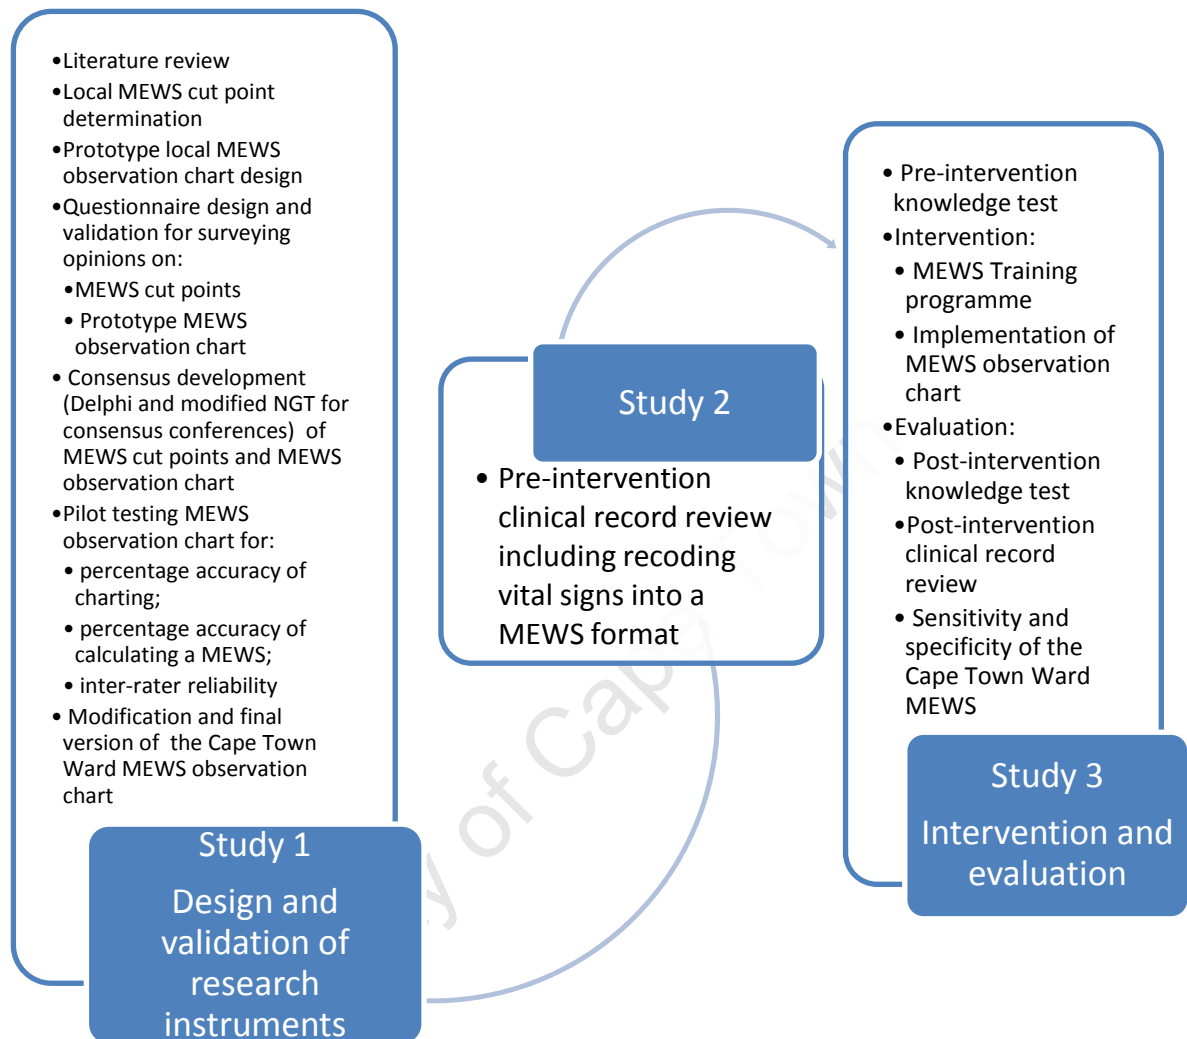 •Literature review
•Local MEWS cut point
determination
•Prototype local MEWS
observation chart design
•Questionnaire design and
validation for surveying
opinions on:
•MEWS cut points
• Prototype MEWS
observation chart
• Consensus development
(Delphi and modified NGT for
consensus conferences) of
MEWS cut points and MEWS
observation chart
•Pilot testing MEWS
observation chart for:
• percentage accuracy of
charting;
• percentage accuracy of
calculating a MEWS;
• inter-rater reliability
• Modification and final
version of the Cape Town
Ward MEWS observation
chart
Study 1
Design and
validation of
research
instruments
Study 2
• Pre-intervention
clinical record review
including recoding
vital signs into a
MEWS format
• Pre-intervention
knowledge test
•Intervention:
• MEWS Training
programme
• Implementation of
MEWS observation
chart
•Evaluation:
• Post-intervention
knowledge test
•Post-intervention
clinical record
review
• Sensitivity and
specificity of the
Cape Town Ward
MEWS
Study 3
Intervention and
evaluation
of Cape Town